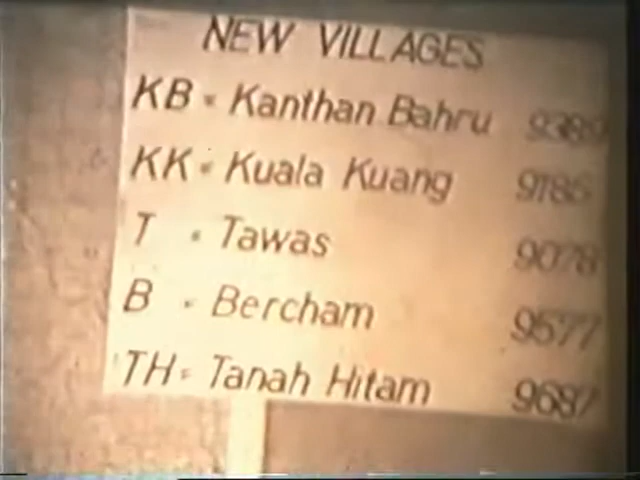 NEW VILLAGES
KB = Kanthan Bahru 9389
KK = Kuala Kuang 9186
T = Tawas 9078
B = Bercham 9577
TH = Tanah Hitam 9687